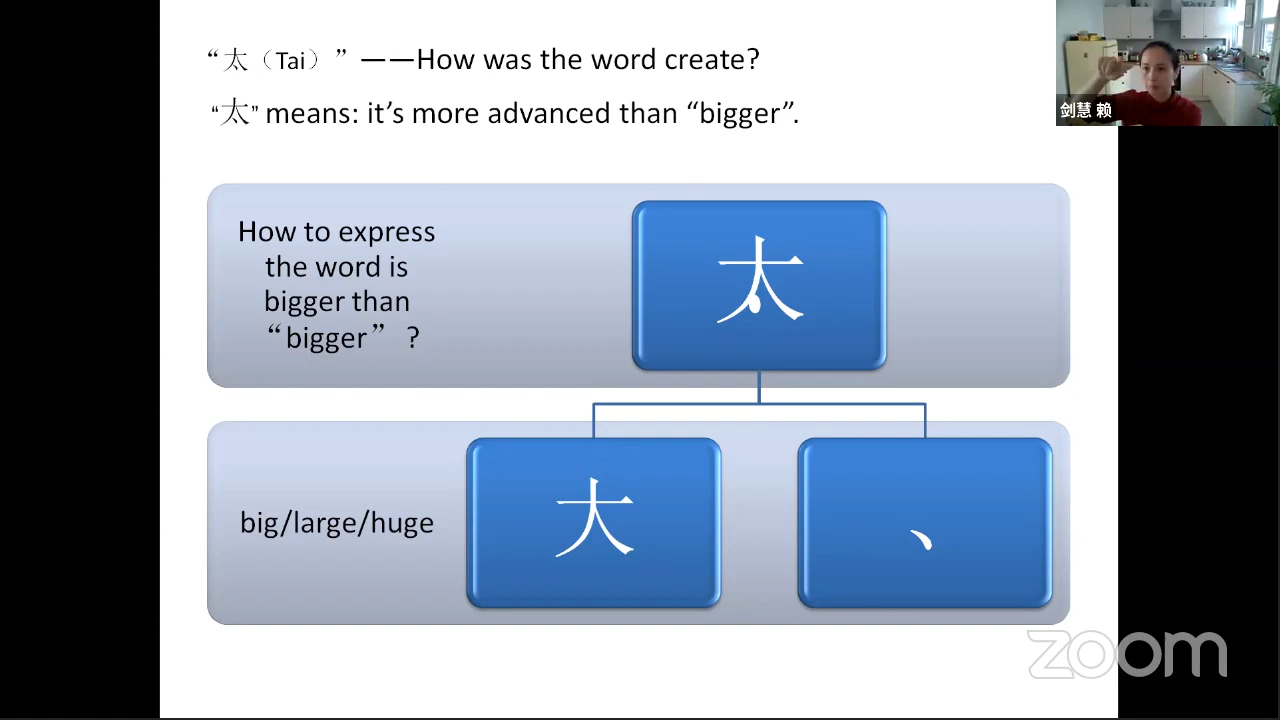 “太（Tai）”——How was the word create?
“太” means: it’s more advanced than “bigger”.
剑慧 赖
How to express
the word is
bigger than
“bigger” ?
太
big/large/huge
大
、
zoom